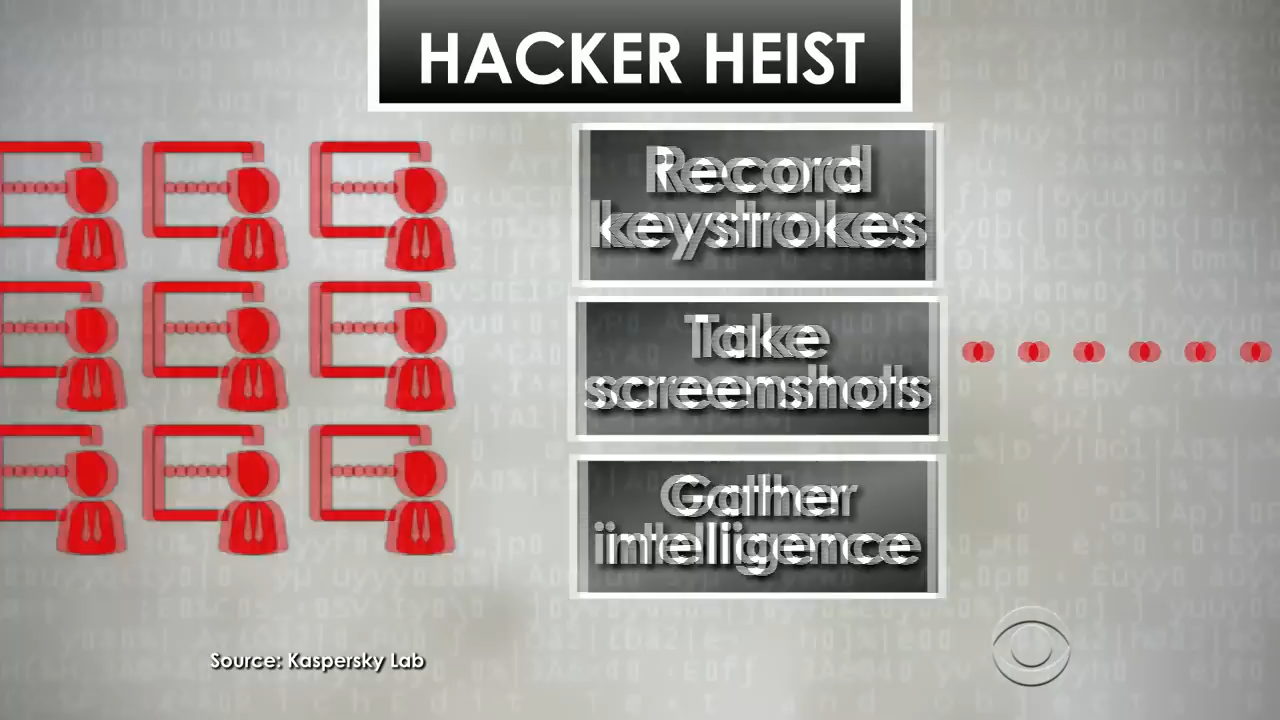 HACKER HEIST
Record
keystrokes
Take
screenshots
Gather
intelligence
Source: Kaspersky Lab